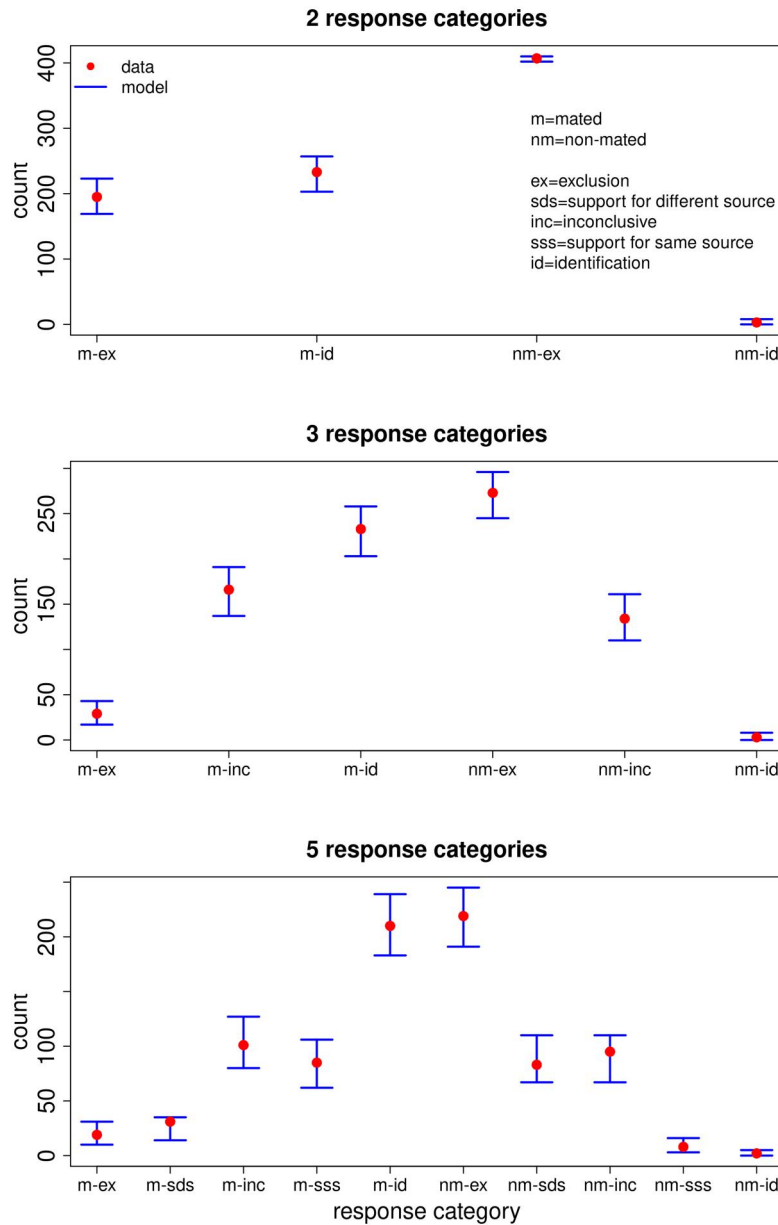 2 response categories
400
300
200
100
0
count
data
model
m=mated
nm=non-mated
ex=exclusion
sds=support for different source
inc=inconclusive
sss=support for same source
id=identification
m-ex m-id nm-ex nm-id
3 response categories
250
150
50
0
count
m-ex m-inc m-id nm-ex nm-inc nm-id
5 response categories
200
100
50
0
count
m-ex m-sds m-inc m-sss m-id nm-ex nm-sds nm-inc nm-sss nm-id
response category